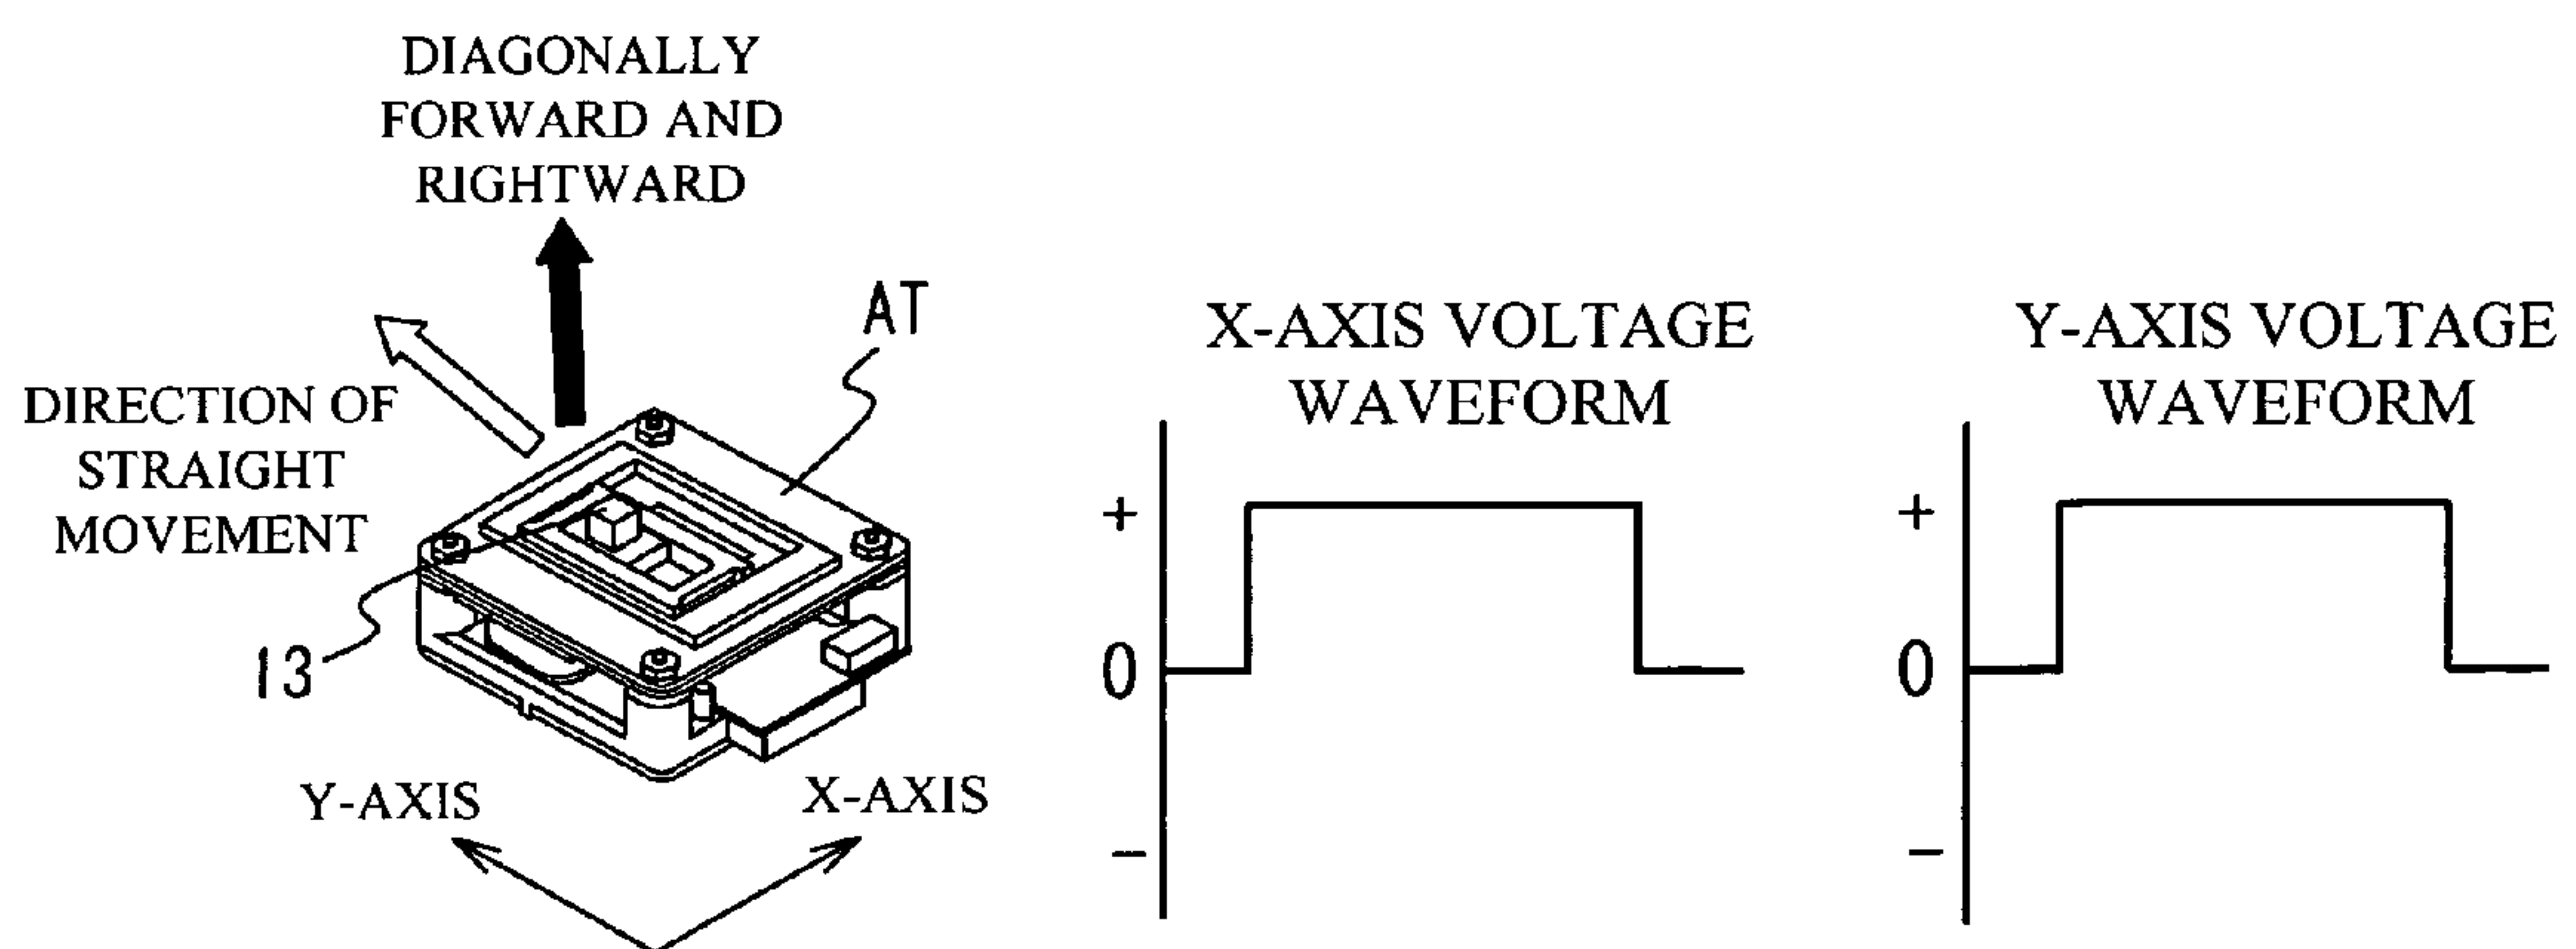 DIAGONALLY
FORWARD AND
RIGHTWARD
AT
DIRECTION OF
STRAIGHT
MOVEMENT
13
Y-AXIS
X-AXIS
X-AXIS VOLTAGE
WAVEFORM
+
0
−
Y-AXIS VOLTAGE
WAVEFORM
+
0
−